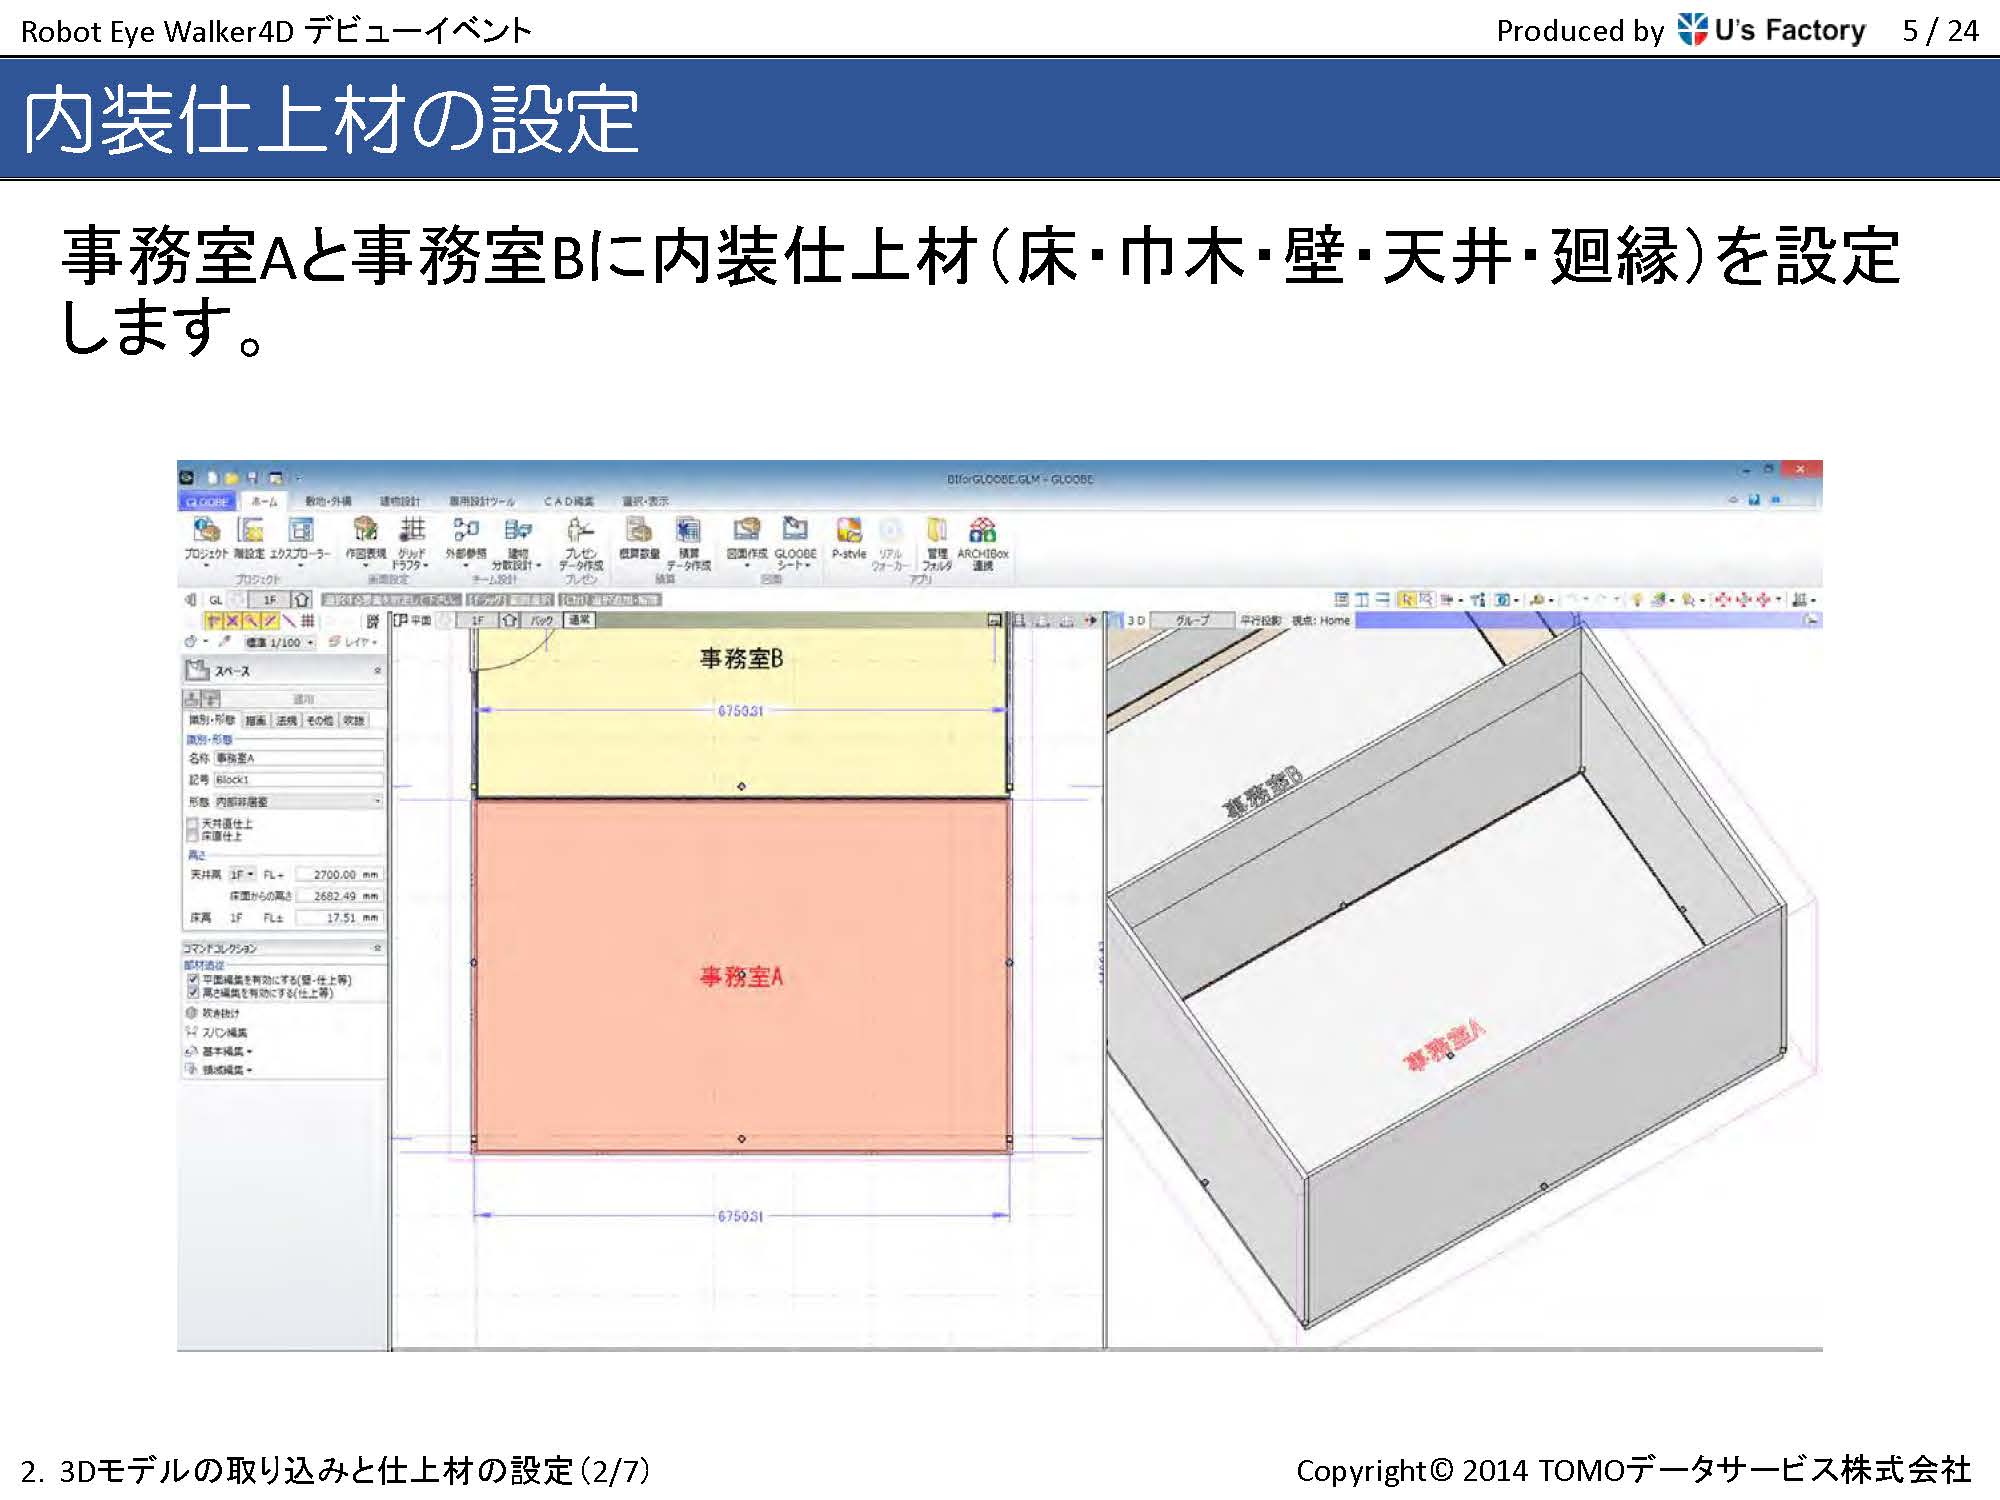 Robot Eye Walker4D デビューイベント
Produced by U's Factory 5 / 24
内装仕上材の設定
事務室Aと事務室Bに内装仕上材（床・巾木・壁・天井・廻縁）を設定
します。
BIforGLOOBE.GLM - GLOOBE
GLOOBE ホーム 敷地・外構 建物設計 専用設計ツール CAD編集 選択・表示
プロジェクト 階設定 エクスプローラー 作図表現 グリッド ドラフタ 外部参照 建物 分散設計 プレゼン データ作成 概算数量 積算 データ作成 図面作成 GLOOBE シート P-style リアル ウォーカー 管理 フォルダ ARCHIBox 連携
プロジェクト 画面設定 チーム設計 プレゼン 積算 図面 アプリ
GL 1F
平面 1F バック 通常
3D グループ 平行投影 視点: Home
標準 1/100 レイヤ
スペース
適用
識別・形態 描画 法規 その他 吹抜
識別・形態
名称 事務室A
記号 Block1
形態 内部非居室
天井直仕上
床直仕上
高さ
天井高 1F FL+ 2700.00 mm
床面からの高さ 2682.49 mm
床高 1F FL± 17.51 mm
コマンドコレクション
部材追従
平面編集を有効にする(壁・仕上等)
高さ編集を有効にする(仕上等)
吹き抜け
スパン編集
基本編集
領域編集
事務室B
6750.31
事務室A
6750.31
事務室B
事務室A
2. 3Dモデルの取り込みと仕上材の設定（2/7）
Copyright© 2014 TOMOデータサービス株式会社